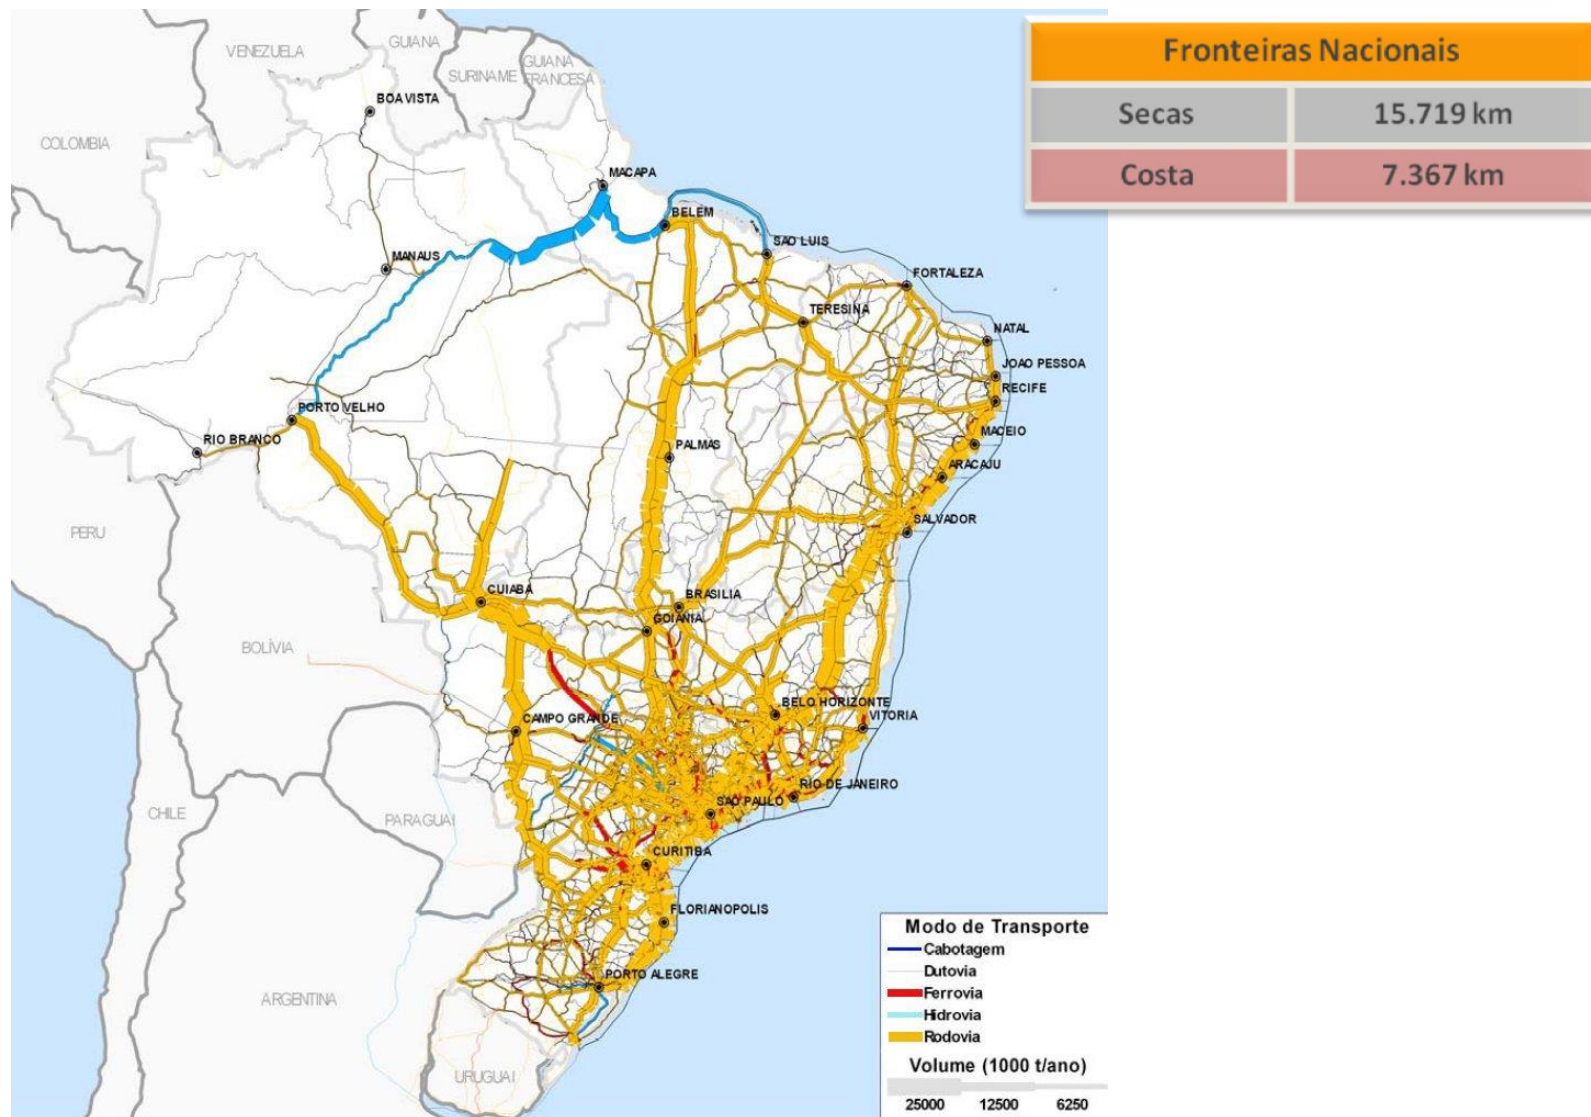 Fronteiras Nacionais
Secas 15.719 km
Costa 7.367 km
VENEZUELA
GUIANA
SURINAME
GUIANA
FRANCESA
COLOMBIA
BOA VISTA
MACAPA
BELEM
SAO LUIS
MANAUS
FORTALEZA
TERESINA
NATAL
JOAO PESSOA
RECIFE
PORTO VELHO
RIO BRANCO
PALMAS
MACEIO
ARACAJU
SALVADOR
PERU
CUIABA
BRASILIA
GOIANIA
BOLÍVIA
BELO HORIZONTE
VITORIA
CAMPO GRANDE
RIO DE JANEIRO
SAO PAULO
CHILE
PARAGUAI
CURITIBA
FLORIANOPOLIS
PORTO ALEGRE
ARGENTINA
URUGUAI
Modo de Transporte
Cabotagem
Dutovia
Ferrovia
Hidrovia
Rodovia
Volume (1000 t/ano)
25000 12500 6250